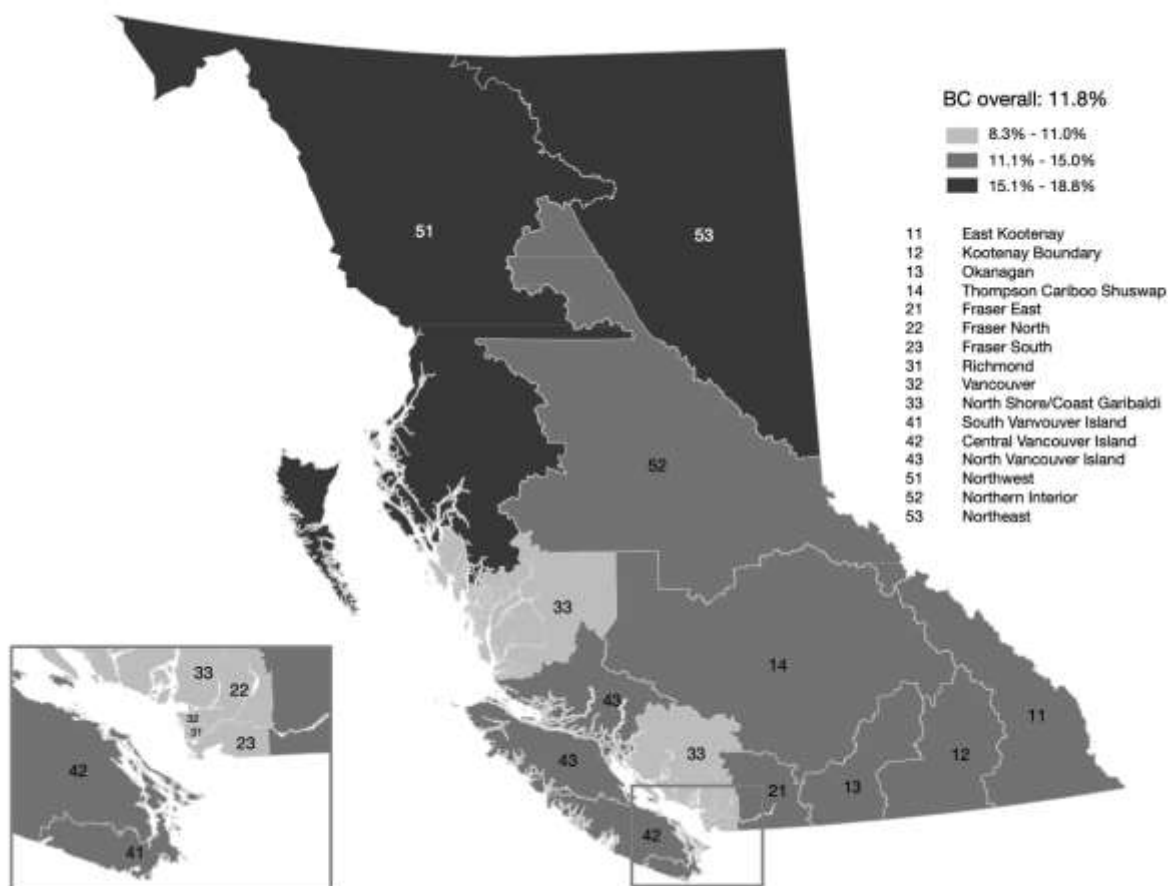 BC overall: 11.8%
8.3% - 11.0%
11.1% - 15.0%
15.1% - 18.8%
11 East Kootenay
12 Kootenay Boundary
13 Okanagan
14 Thompson Cariboo Shuswap
21 Fraser East
22 Fraser North
23 Fraser South
31 Richmond
32 Vancouver
33 North Shore/Coast Garibaldi
41 South Vanvouver Island
42 Central Vancouver Island
43 North Vancouver Island
51 Northwest
52 Northern Interior
53 Northeast
51
53
52
33
14
43
11
33
43
12
21
13
42
33
22
32
31
23
42
41